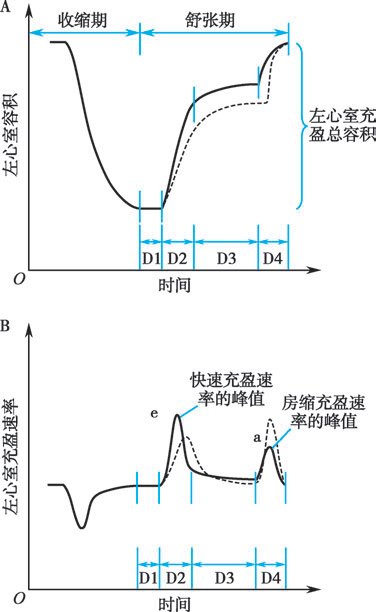 A
收缩期
舒张期
左心室容积
左心室充
盈总容积
D1
D2
D3
D4
O
时间
B
左心室充盈速率
e
快速充盈速
率的峰值
a
房缩充盈速
率的峰值
D1
D2
D3
D4
O
时间